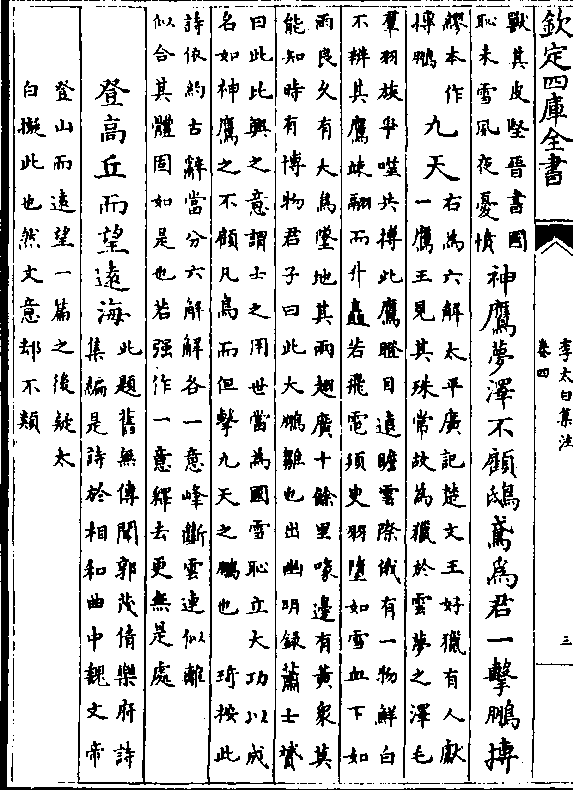 欽定四庫全書
李太白集注
卷四
三
獸其皮堅晉書國
恥未雪夙夜憂憤
神鷹夢澤不顧鴟鳶為君一擊鵬摶
繆本作
摶鵬
九天
右為六解太平廣記楚文王好獵有人獻
一鷹王見其殊常故為獵於雲夢之澤毛
羣羽族爭噬共搏此鷹瞪目遠瞻雲際俄有一物鮮白
不辨其鷹竦翮而升矗若飛電須臾羽墮如雪血下如
雨良久有大鳥墜地其兩翅廣十餘里喙邊有黃衆莫
能知時有博物君子曰此大鵬雛也出幽明録蕭士贇
曰此比興之意謂士之用世當為國雪恥立大功以成
名如神鷹之不顧凡鳥而但擊九天之鵬也 琦按此
詩依約古辭當分六解解各一意峰斷雲連似離
似合其體固如是也若強作一意釋去更無是處
登高丘而望遠海
此題舊無傳聞郭茂倩樂府詩
集編是詩於相和曲中魏文帝
登山而遠望一篇之後疑太
白擬此也然文意却不類